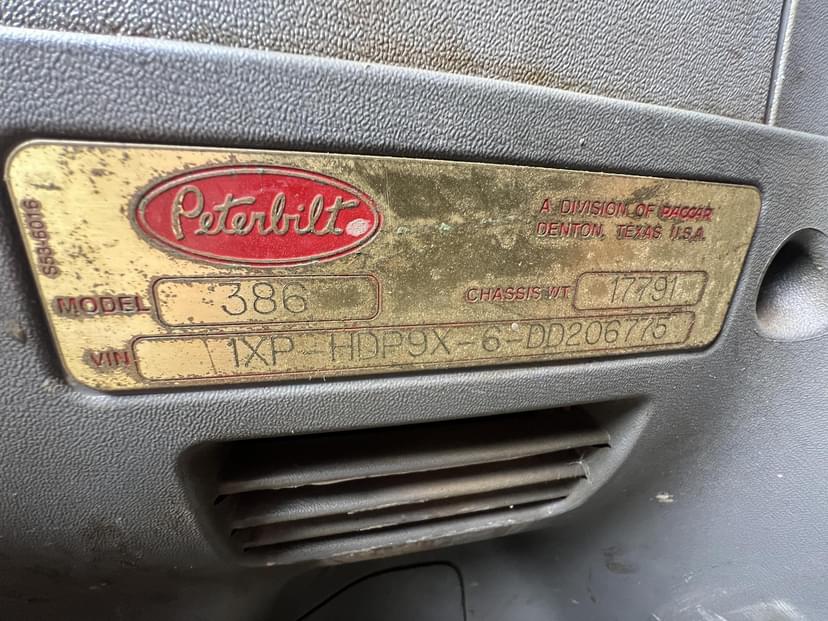 S53-6016
Peterbilt
A DIVISION OF PACCAR
DENTON, TEXAS U.S.A.
MODEL 386 CHASSIS WT 17791
VIN 1XP-HDP9X-6-DD206775